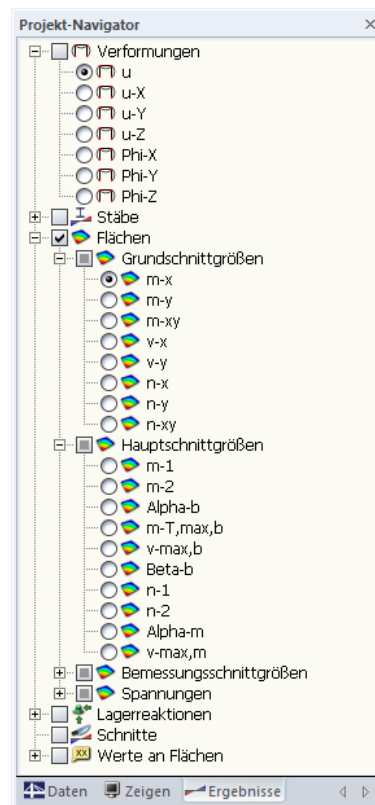 Projekt-Navigator
Verformungen
u
u-X
u-Y
u-Z
Phi-X
Phi-Y
Phi-Z
Stäbe
Flächen
Grundschnittgrößen
m-x
m-y
m-xy
v-x
v-y
n-x
n-y
n-xy
Hauptschnittgrößen
m-1
m-2
Alpha-b
m-T,max,b
v-max,b
Beta-b
n-1
n-2
Alpha-m
v-max,m
Bemessungsschnittgrößen
Spannungen
Lagerreaktionen
Schnitte
xx Werte an Flächen
Daten Zeigen Ergebnisse